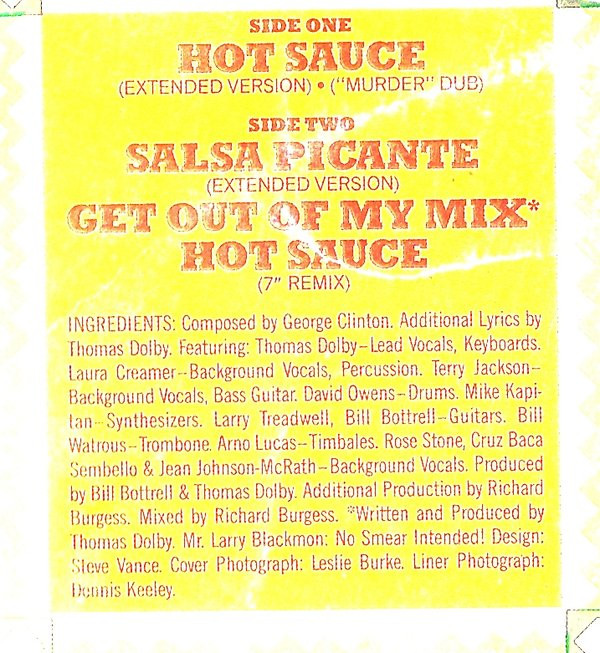 SIDE ONE
HOT SAUCE
(EXTENDED VERSION) • ("MURDER" DUB)
SIDE TWO
SALSA PICANTE
(EXTENDED VERSION)
GET OUT OF MY MIX*
HOT SAUCE
(7" REMIX)
INGREDIENTS: Composed by George Clinton. Additional Lyrics by
Thomas Dolby. Featuring: Thomas Dolby–Lead Vocals, Keyboards.
Laura Creamer–Background Vocals, Percussion. Terry Jackson–
Background Vocals, Bass Guitar. David Owens–Drums. Mike Kapi-
tan–Synthesizers. Larry Treadwell, Bill Bottrell–Guitars. Bill
Watrous–Trombone. Arno Lucas–Timbales. Rose Stone, Cruz Baca
Sembello & Jean Johnson-McRath–Background Vocals. Produced
by Bill Bottrell & Thomas Dolby. Additional Production by Richard
Burgess. Mixed by Richard Burgess. *Written and Produced by
Thomas Dolby. Mr. Larry Blackmon: No Smear Intended! Design:
Steve Vance. Cover Photograph: Leslie Burke. Liner Photograph:
Dennis Keeley.